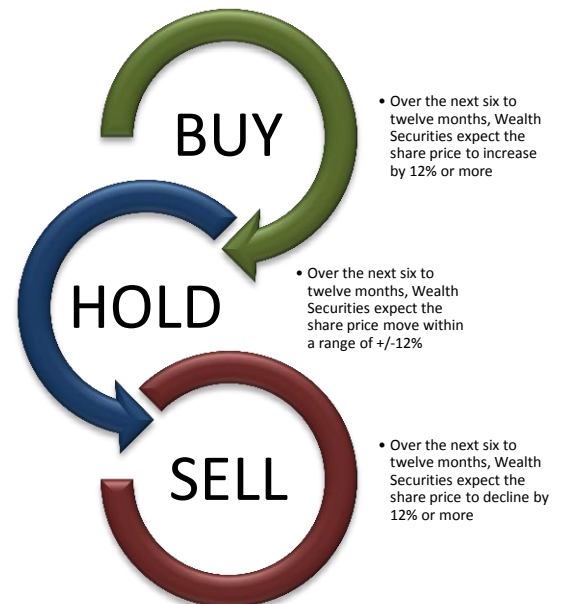 BUY
• Over the next six to
twelve months, Wealth
Securities expect the
share price to increase
by 12% or more
HOLD
• Over the next six to
twelve months, Wealth
Securities expect the
share price move within
a range of +/-12%
SELL
• Over the next six to
twelve months, Wealth
Securities expect the
share price to decline by
12% or more